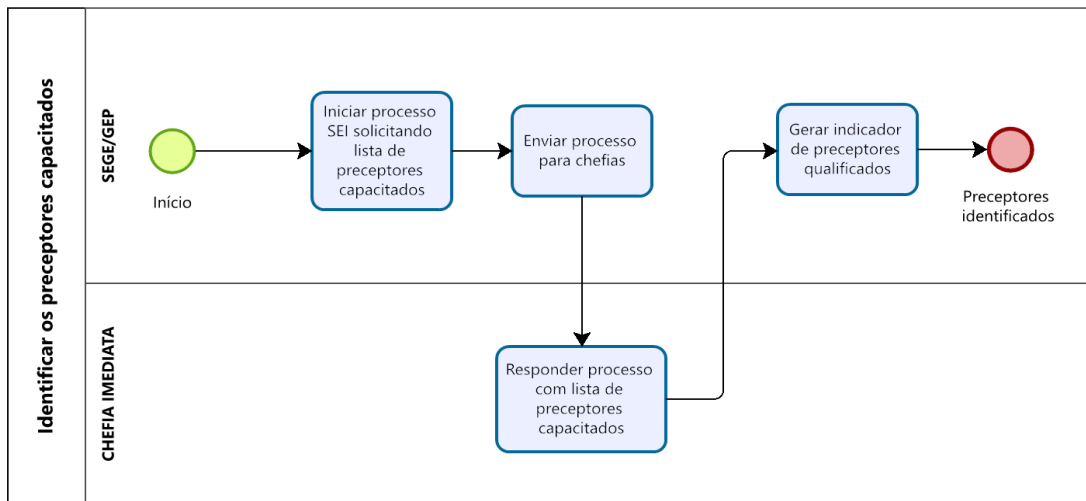 Identificar os preceptores capacitados
SEGE/GEP
Início
Iniciar processo
SEI solicitando
lista de
preceptores
capacitados
Enviar processo
para chefias
Gerar indicador
de preceptores
qualificados
Preceptores
identificados
CHEFIA IMEDIATA
Responder processo
com lista de
preceptores
capacitados